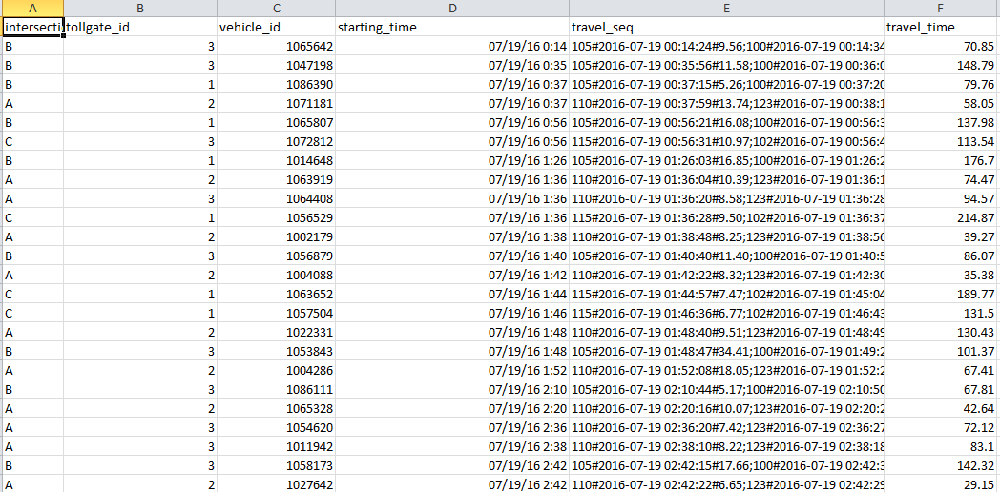 A B C D E F
intersecti tollgate_id vehicle_id starting_time travel_seq travel_time
B 3 1065642 07/19/16 0:14 105#2016-07-19 00:14:24#9.56;100#2016-07-19 00:14:34 70.85
B 3 1047198 07/19/16 0:35 105#2016-07-19 00:35:56#11.58;100#2016-07-19 00:36:0 148.79
B 1 1086390 07/19/16 0:37 105#2016-07-19 00:37:15#5.26;100#2016-07-19 00:37:20 79.76
A 2 1071181 07/19/16 0:37 110#2016-07-19 00:37:59#13.74;123#2016-07-19 00:38:1 58.05
B 1 1065807 07/19/16 0:56 105#2016-07-19 00:56:21#16.08;100#2016-07-19 00:56:3 137.98
C 3 1072812 07/19/16 0:56 115#2016-07-19 00:56:31#10.97;102#2016-07-19 00:56:4 113.54
B 1 1014648 07/19/16 1:26 105#2016-07-19 01:26:03#16.85;100#2016-07-19 01:26:2 176.7
A 2 1063919 07/19/16 1:36 110#2016-07-19 01:36:04#10.39;123#2016-07-19 01:36:1 74.47
A 3 1064408 07/19/16 1:36 110#2016-07-19 01:36:20#8.58;123#2016-07-19 01:36:28 94.57
C 1 1056529 07/19/16 1:36 115#2016-07-19 01:36:28#9.50;102#2016-07-19 01:36:37 214.87
A 2 1002179 07/19/16 1:38 110#2016-07-19 01:38:48#8.25;123#2016-07-19 01:38:56 39.27
B 3 1056879 07/19/16 1:40 105#2016-07-19 01:40:40#11.40;100#2016-07-19 01:40:5 86.07
A 2 1004088 07/19/16 1:42 110#2016-07-19 01:42:22#8.32;123#2016-07-19 01:42:30 35.38
C 1 1063652 07/19/16 1:44 115#2016-07-19 01:44:57#7.47;102#2016-07-19 01:45:04 189.77
C 1 1057504 07/19/16 1:46 115#2016-07-19 01:46:36#6.77;102#2016-07-19 01:46:43 131.5
A 2 1022331 07/19/16 1:48 110#2016-07-19 01:48:40#9.51;123#2016-07-19 01:48:49 130.43
B 3 1053843 07/19/16 1:48 105#2016-07-19 01:48:47#34.41;100#2016-07-19 01:49:2 101.37
A 2 1004286 07/19/16 1:52 110#2016-07-19 01:52:08#18.05;123#2016-07-19 01:52:2 67.41
B 3 1086111 07/19/16 2:10 105#2016-07-19 02:10:44#5.17;100#2016-07-19 02:10:50 67.81
A 2 1065328 07/19/16 2:20 110#2016-07-19 02:20:16#10.07;123#2016-07-19 02:20:2 42.64
A 3 1054620 07/19/16 2:36 110#2016-07-19 02:36:20#7.42;123#2016-07-19 02:36:27 72.12
A 3 1011942 07/19/16 2:38 110#2016-07-19 02:38:10#8.22;123#2016-07-19 02:38:18 83.1
B 3 1058173 07/19/16 2:42 105#2016-07-19 02:42:15#17.66;100#2016-07-19 02:42:3 142.32
A 2 1027642 07/19/16 2:42 110#2016-07-19 02:42:22#6.65;123#2016-07-19 02:42:29 29.15